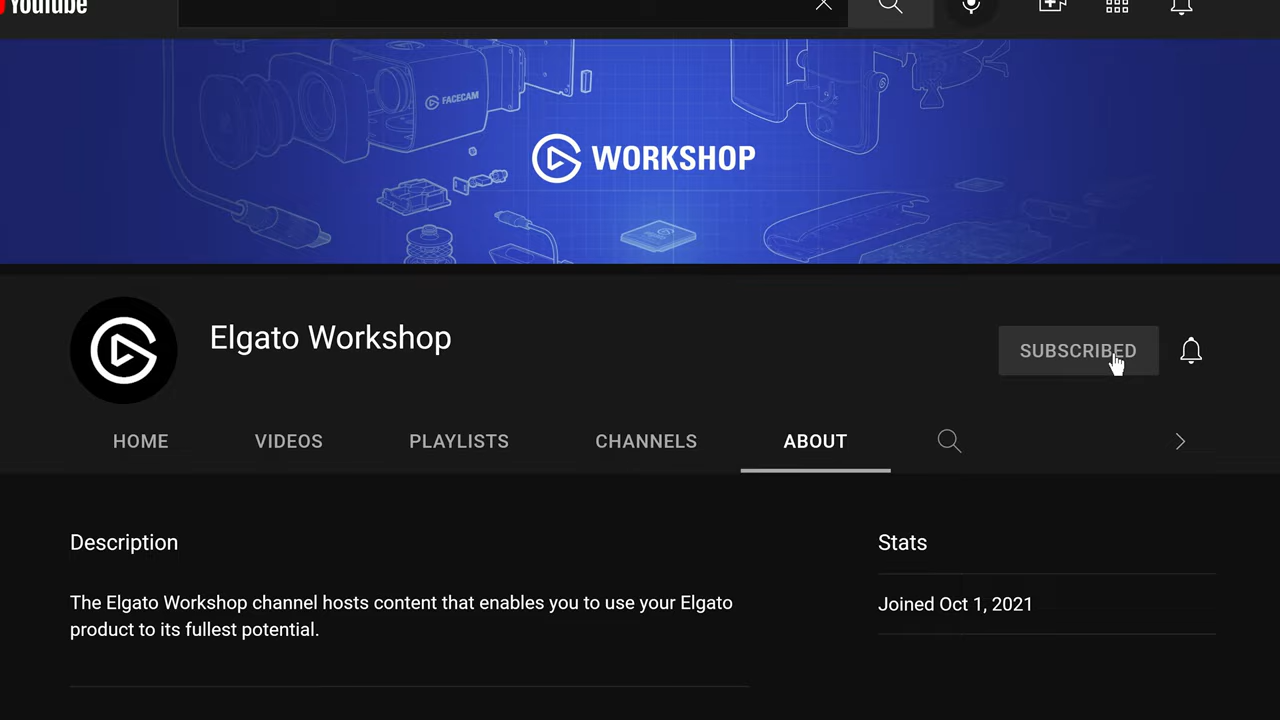 YouTube
FACECAM
WORKSHOP
Elgato Workshop
SUBSCRIBED
HOME
VIDEOS
PLAYLISTS
CHANNELS
ABOUT
Description
Stats
The Elgato Workshop channel hosts content that enables you to use your Elgato
product to its fullest potential.
Joined Oct 1, 2021